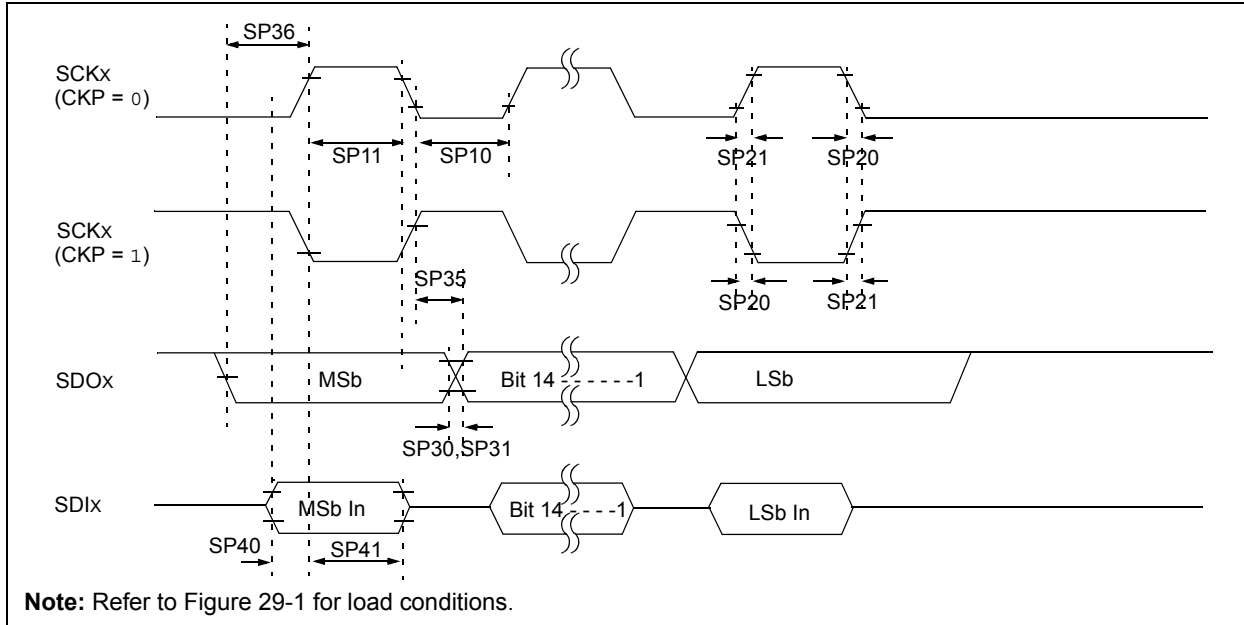 SP36
SCKx
(CKP = 0)
SP11
SP10
SP21
SP20
SCKx
(CKP = 1)
SP35
SP20
SP21
SDOx
MSb
Bit 14 - - - - - -1
LSb
SP30,SP31
SDIx
MSb In
Bit 14 - - - -1
LSb In
SP40
SP41
Note: Refer to Figure 29-1 for load conditions.